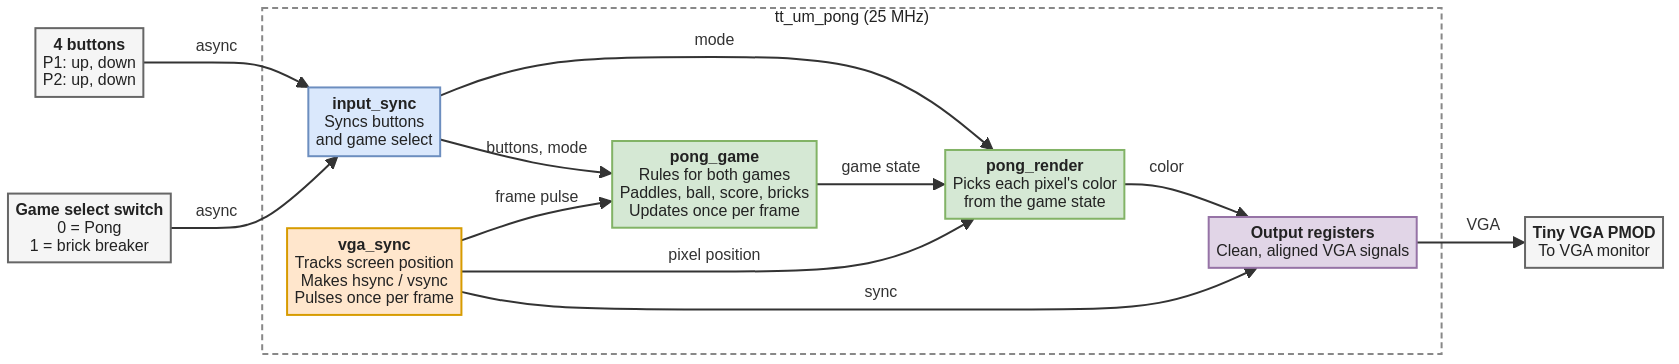 tt_um_pong (25 MHz)
4 buttons
P1: up, down
P2: up, down
async
Game select switch
0 = Pong
1 = brick breaker
async
input_sync
Syncs buttons
and game select
mode
buttons, mode
vga_sync
Tracks screen position
Makes hsync / vsync
Pulses once per frame
frame pulse
pixel position
sync
pong_game
Rules for both games
Paddles, ball, score, bricks
Updates once per frame
game state
pong_render
Picks each pixel's color
from the game state
color
Output registers
Clean, aligned VGA signals
VGA
Tiny VGA PMOD
To VGA monitor